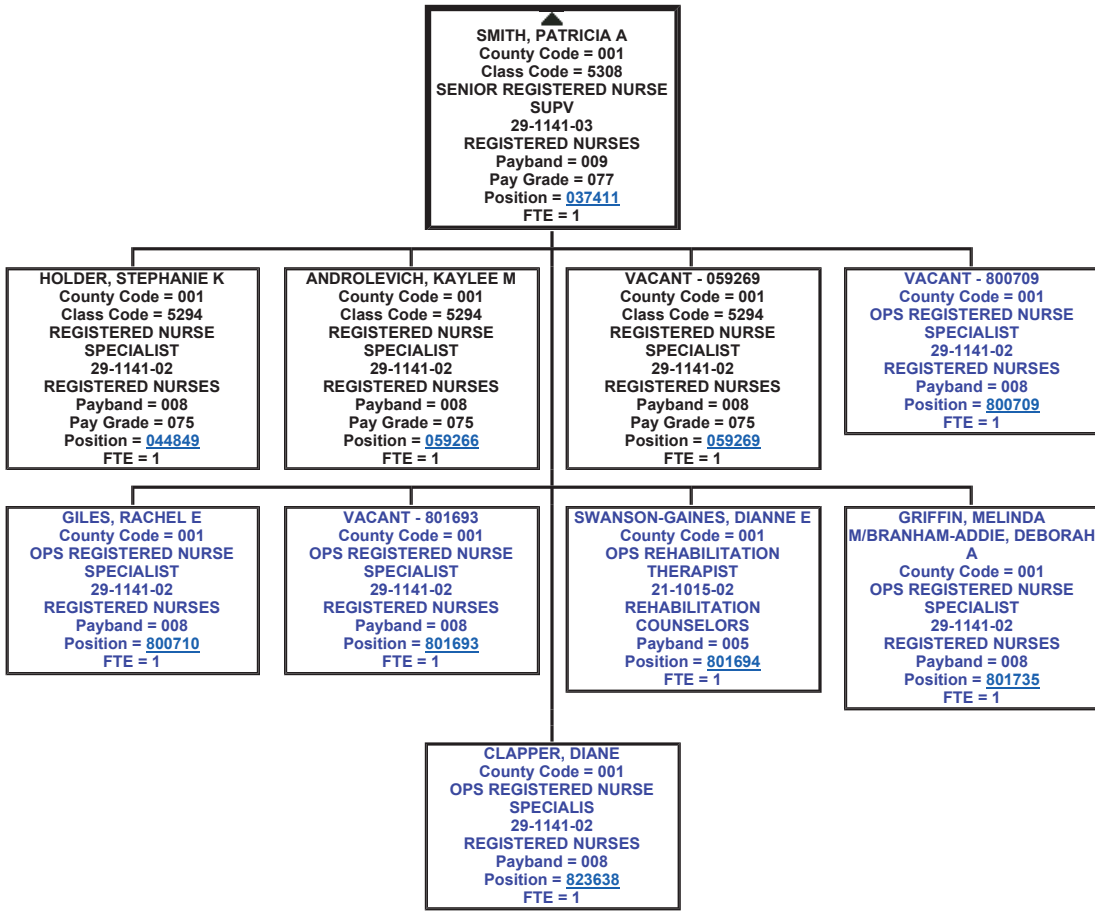 SMITH, PATRICIA A
County Code = 001
Class Code = 5308
SENIOR REGISTERED NURSE
SUPV
29-1141-03
REGISTERED NURSES
Payband = 009
Pay Grade = 077
Position = 037411
FTE = 1
HOLDER, STEPHANIE K
County Code = 001
Class Code = 5294
REGISTERED NURSE
SPECIALIST
29-1141-02
REGISTERED NURSES
Payband = 008
Pay Grade = 075
Position = 044849
FTE = 1
ANDROLEVICH, KAYLEE M
County Code = 001
Class Code = 5294
REGISTERED NURSE
SPECIALIST
29-1141-02
REGISTERED NURSES
Payband = 008
Pay Grade = 075
Position = 059266
FTE = 1
VACANT - 059269
County Code = 001
Class Code = 5294
REGISTERED NURSE
SPECIALIST
29-1141-02
REGISTERED NURSES
Payband = 008
Pay Grade = 075
Position = 059269
FTE = 1
VACANT - 800709
County Code = 001
OPS REGISTERED NURSE
SPECIALIST
29-1141-02
REGISTERED NURSES
Payband = 008
Position = 800709
FTE = 1
GILES, RACHEL E
County Code = 001
OPS REGISTERED NURSE
SPECIALIST
29-1141-02
REGISTERED NURSES
Payband = 008
Position = 800710
FTE = 1
VACANT - 801693
County Code = 001
OPS REGISTERED NURSE
SPECIALIST
29-1141-02
REGISTERED NURSES
Payband = 008
Position = 801693
FTE = 1
SWANSON-GAINES, DIANNE E
County Code = 001
OPS REHABILITATION
THERAPIST
21-1015-02
REHABILITATION
COUNSELORS
Payband = 005
Position = 801694
FTE = 1
GRIFFIN, MELINDA
M/BRANHAM-ADDIE, DEBORAH
A
County Code = 001
OPS REGISTERED NURSE
SPECIALIST
29-1141-02
REGISTERED NURSES
Payband = 008
Position = 801735
FTE = 1
CLAPPER, DIANE
County Code = 001
OPS REGISTERED NURSE
SPECIALIS
29-1141-02
REGISTERED NURSES
Payband = 008
Position = 823638
FTE = 1